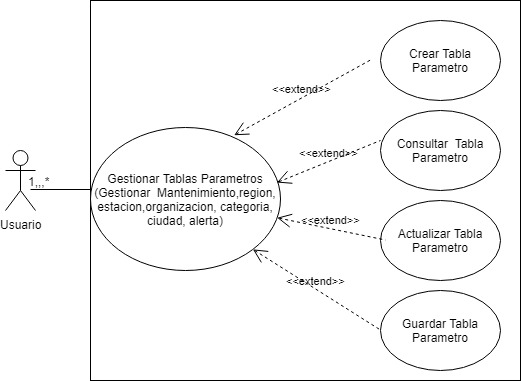 Crear Tabla
Parametro
<<extend>>
Consultar Tabla
Parametro
<<extend>>
1,,,*
Usuario
Gestionar Tablas Parametros
(Gestionar Mantenimiento,region,
estacion,organizacion, categoria,
ciudad, alerta)
<<extend>>
Actualizar Tabla
Parametro
<<extend>>
Guardar Tabla
Parametro